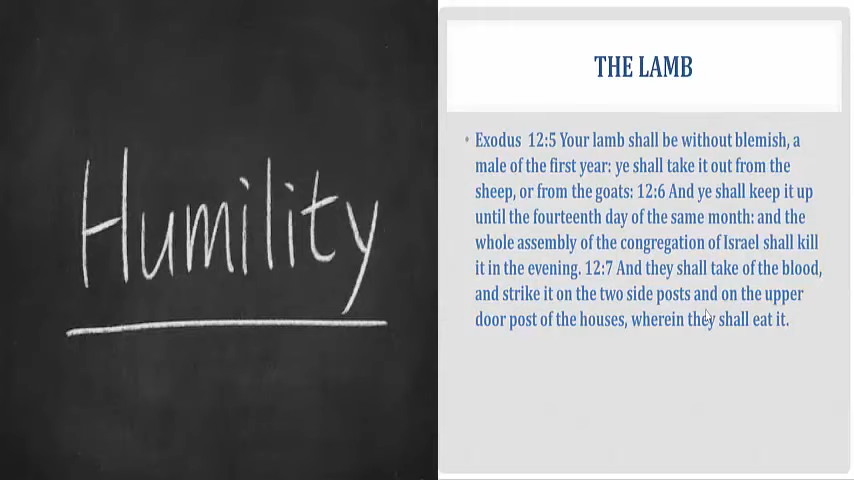 Humility
THE LAMB
Exodus 12:5 Your lamb shall be without blemish, a
male of the first year: ye shall take it out from the
sheep, or from the goats: 12:6 And ye shall keep it up
until the fourteenth day of the same month: and the
whole assembly of the congregation of Israel shall kill
it in the evening. 12:7 And they shall take of the blood,
and strike it on the two side posts and on the upper
door post of the houses, wherein they shall eat it.